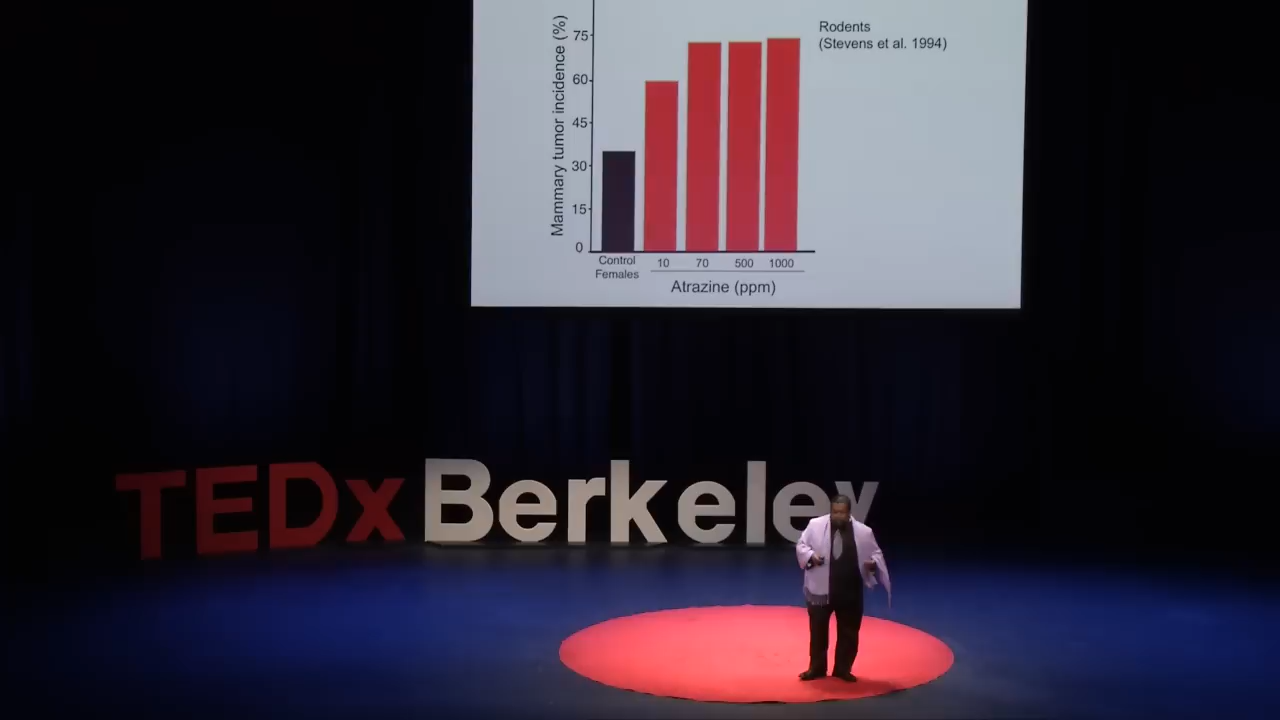 Mammary tumor incidence (%)
75
60
45
30
15
0
Control
Females
10 70 500 1000
Atrazine (ppm)
Rodents
(Stevens et al. 1994)
TEDxBerkeley